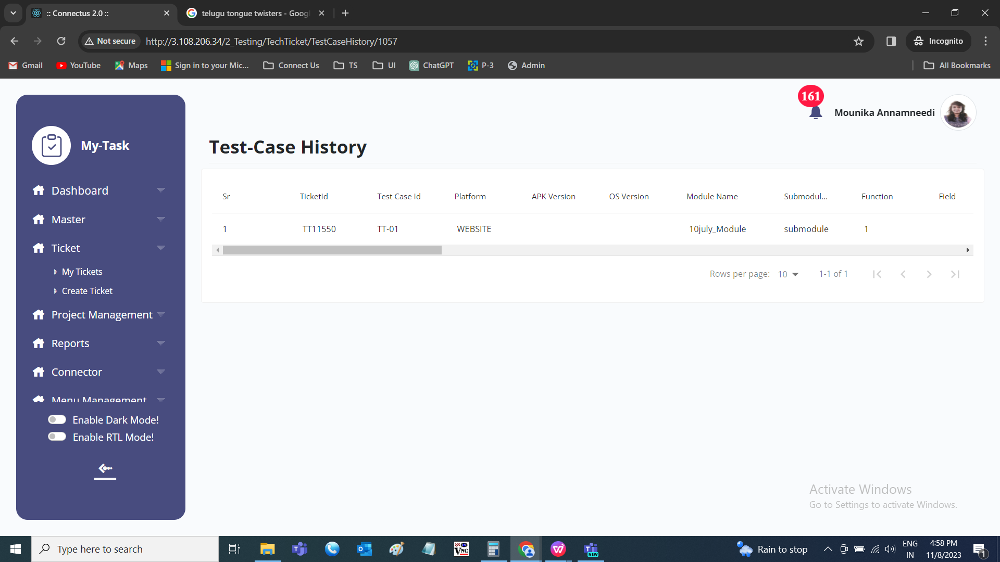 :: Connectus 2.0 ::
telugu tongue twisters - Goog
Not secure
http://3.108.206.34/2_Testing/TechTicket/TestCaseHistory/1057
Incognito
Gmail
YouTube
Maps
Sign in to your Mic...
Connect Us
TS
UI
ChatGPT
P-3
Admin
All Bookmarks
161
Mounika Annamneedi
My-Task
Dashboard
Master
Ticket
My Tickets
Create Ticket
Project Management
Reports
Connector
Menu Management
Enable Dark Mode!
Enable RTL Mode!
Test-Case History
Sr TicketId Test Case Id Platform APK Version OS Version Module Name Submodul... Function Field
1 TT11550 TT-01 WEBSITE 10july_Module submodule 1
Rows per page: 10 1-1 of 1
Activate Windows
Go to Settings to activate Windows.
Type here to search
NEW
Rain to stop
ENG
IN
4:58 PM
11/8/2023
1